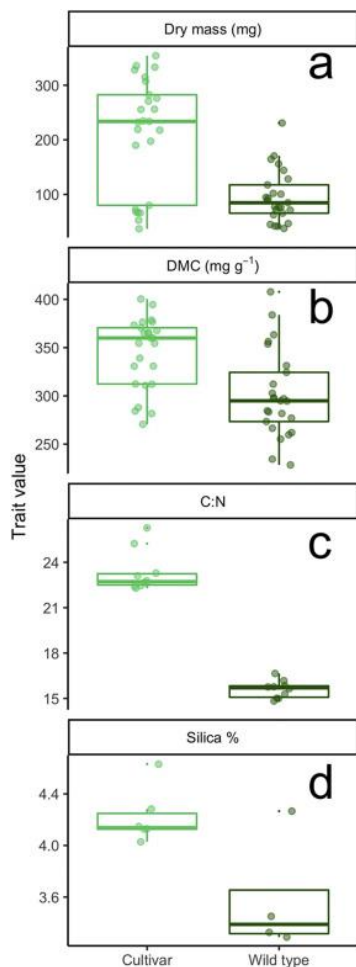 Dry mass (mg)
a
300
200
100
DMC (mg g⁻¹)
b
400
350
300
250
Trait value
C:N
c
24
21
18
15
Silica %
d
4.4
4.0
3.6
Cultivar Wild type